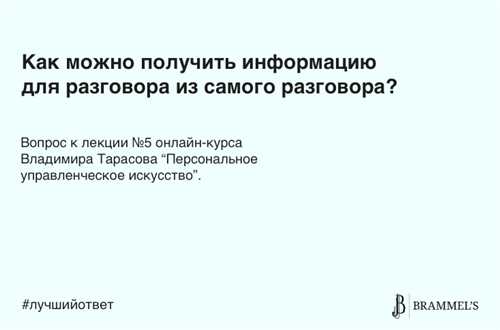 Как можно получить информацию
для разговора из самого разговора?
Вопрос к лекции №5 онлайн-курса
Владимира Тарасова “Персональное
управленческое искусство”.
#лучшийответ
BRAMMEL'S